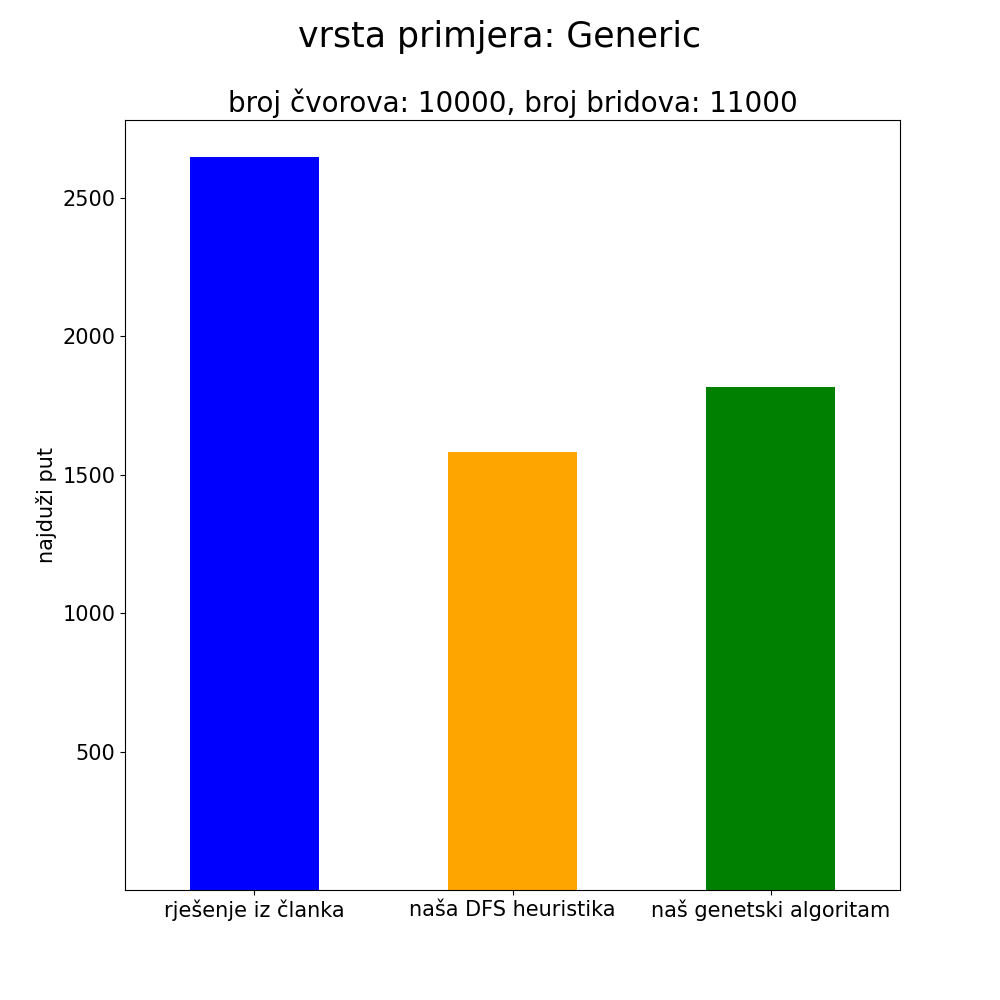 vrsta primjera: Generic
broj čvorova: 10000, broj bridova: 11000
najduži put
2500
2000
1500
1000
500
rješenje iz članka
naša DFS heuristika
naš genetski algoritam